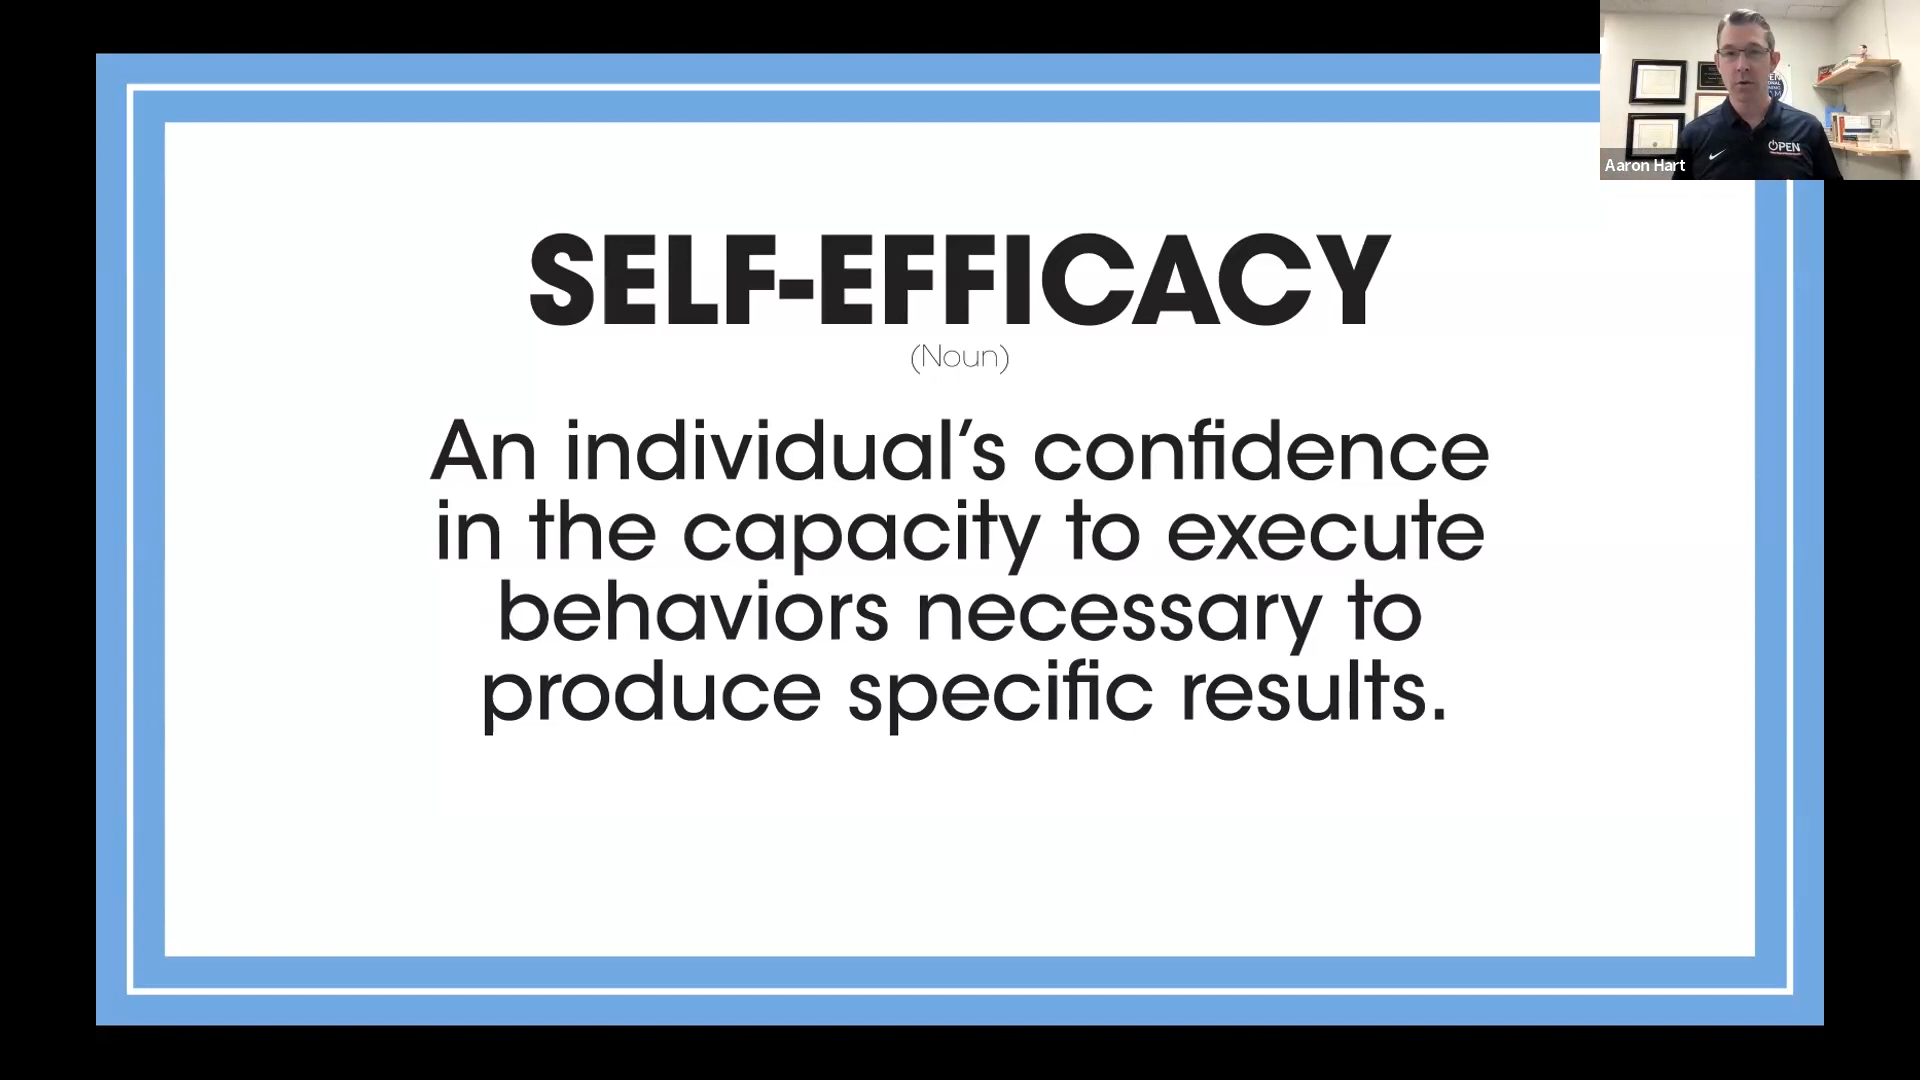 SELF-EFFICACY
(Noun)
An individual’s confidence
in the capacity to execute
behaviors necessary to
produce specific results.
Aaron Hart
OPEN